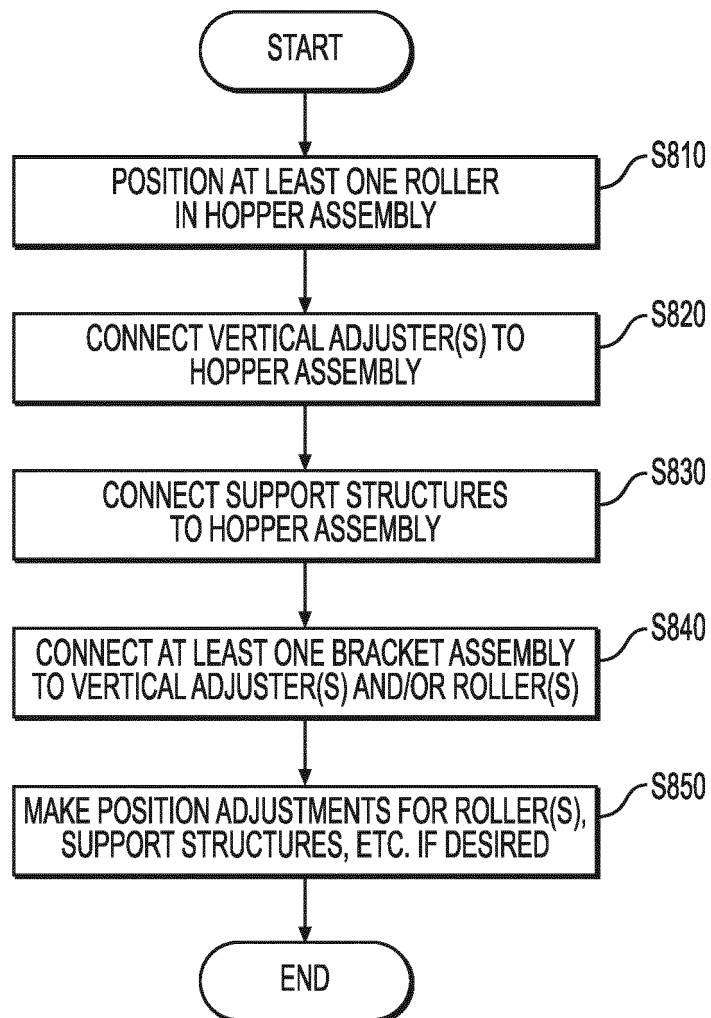 START
S810
POSITION AT LEAST ONE ROLLER
IN HOPPER ASSEMBLY
S820
CONNECT VERTICAL ADJUSTER(S) TO
HOPPER ASSEMBLY
S830
CONNECT SUPPORT STRUCTURES
TO HOPPER ASSEMBLY
S840
CONNECT AT LEAST ONE BRACKET ASSEMBLY
TO VERTICAL ADJUSTER(S) AND/OR ROLLER(S)
S850
MAKE POSITION ADJUSTMENTS FOR ROLLER(S),
SUPPORT STRUCTURES, ETC. IF DESIRED
END